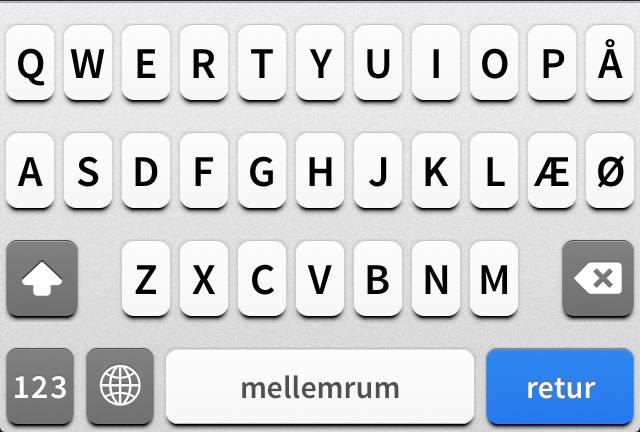 Q W E R T Y U I O P Å
A S D F G H J K L Æ Ø
Z X C V B N M
123 mellemrum retur